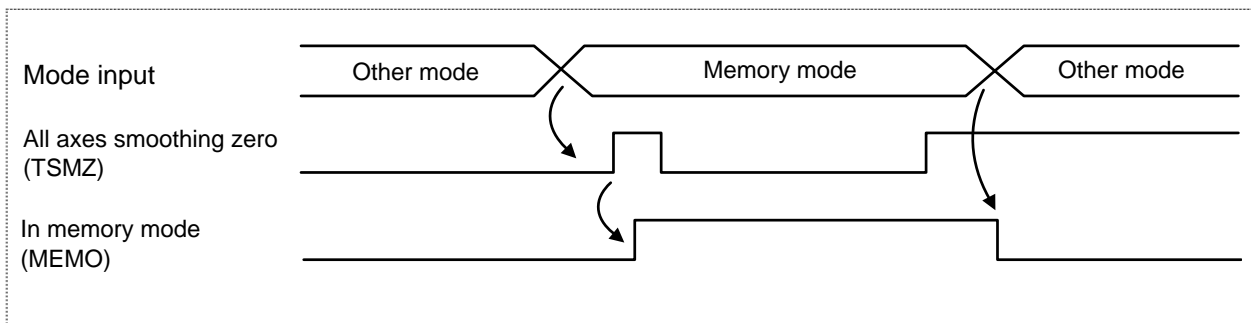 Mode input
Other mode
Memory mode
Other mode
All axes smoothing zero
(TSMZ)
In memory mode
(MEMO)